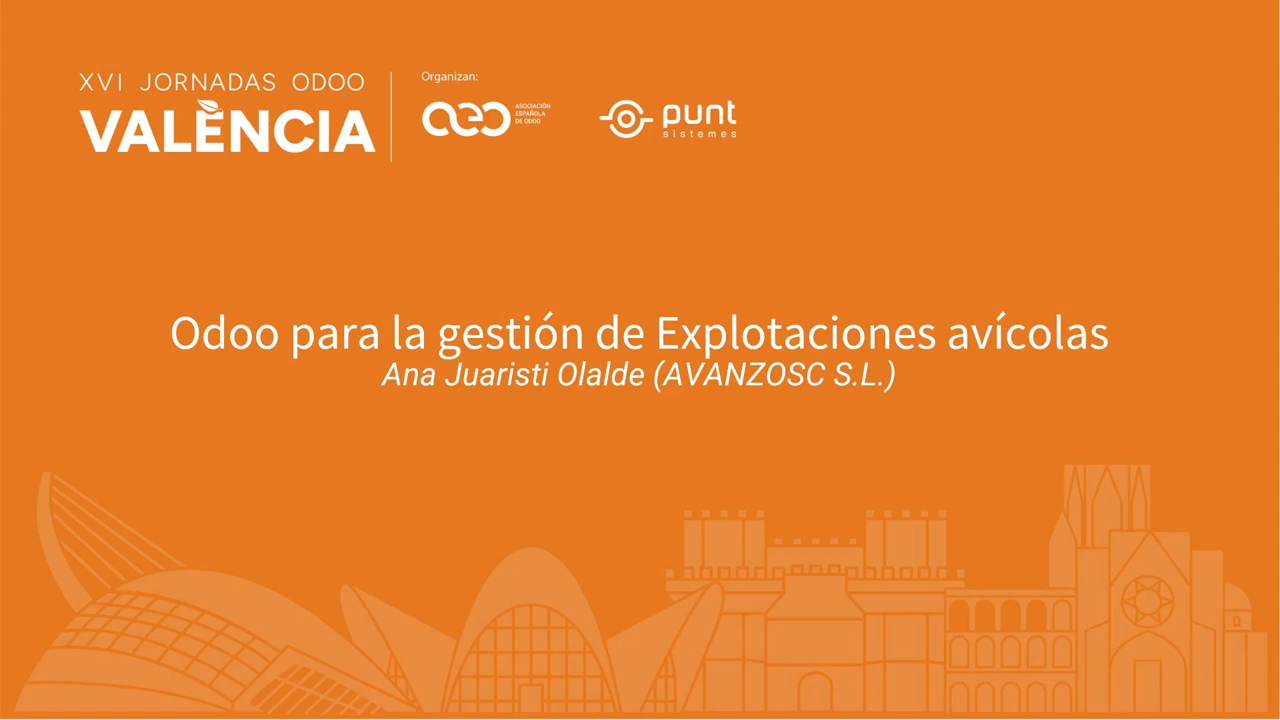 XVI JORNADAS ODOO
VALÈNCIA
Organizan:
aeo
ASOCIACIÓN
ESPAÑOLA
DE ODOO
punt
sistemes
Odoo para la gestión de Explotaciones avícolas
Ana Juaristi Olalde (AVANZOSC S.L.)